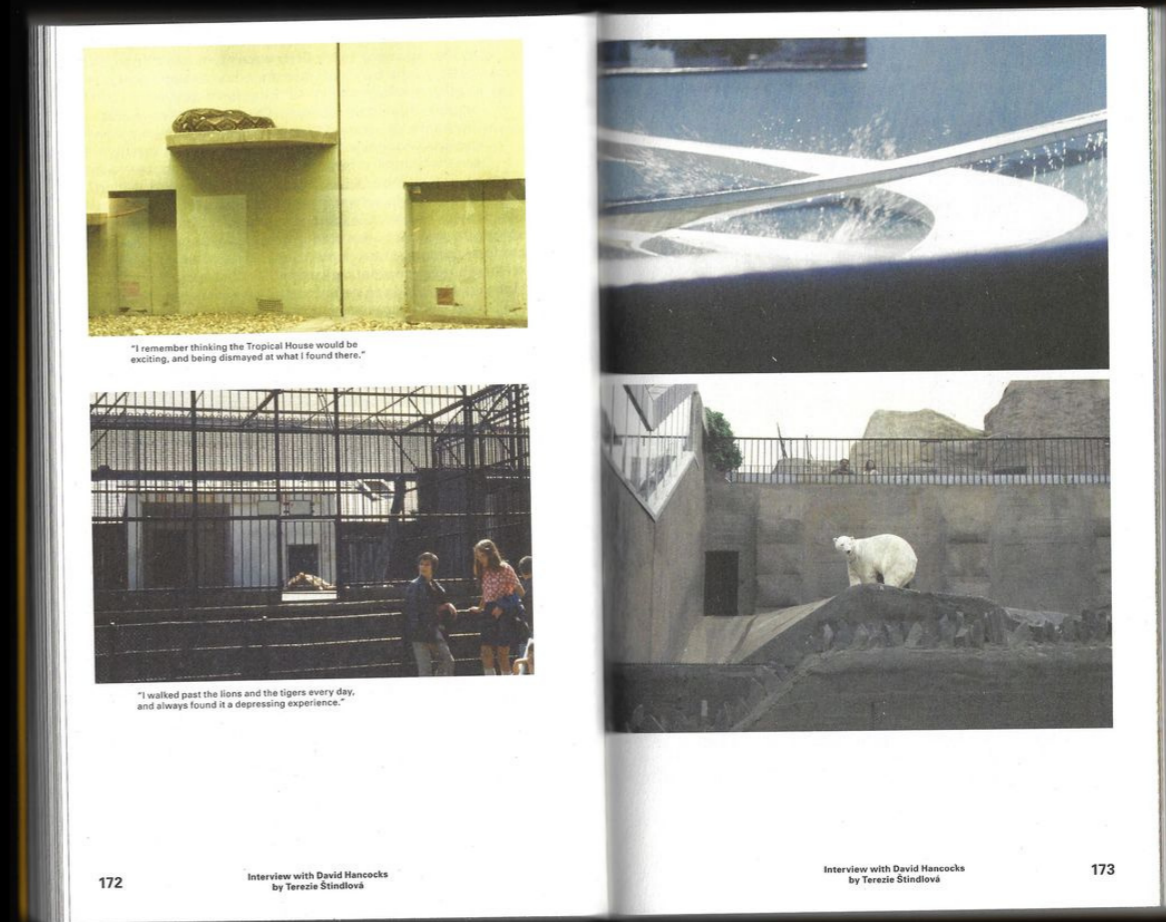 "I remember thinking the Tropical House would be
exciting, and being dismayed at what I found there."
"I walked past the lions and the tigers every day,
and always found it a depressing experience."
172
Interview with David Hancocks
by Terezie Štindlová
Interview with David Hancocks
by Terezie Štindlová
173